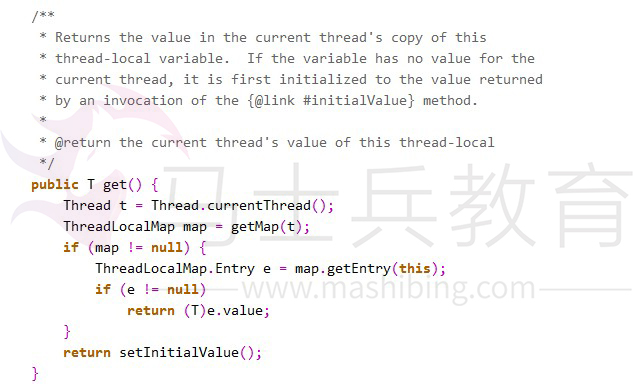 /**
 * Returns the value in the current thread's copy of this
 * thread-local variable.  If the variable has no value for the
 * current thread, it is first initialized to the value returned
 * by an invocation of the {@link #initialValue} method.
 *
 * @return the current thread's value of this thread-local
 */
public T get() {
    Thread t = Thread.currentThread();
    ThreadLocalMap map = getMap(t);
    if (map != null) {
        ThreadLocalMap.Entry e = map.getEntry(this);
        if (e != null)
            return (T)e.value;
    }
    return setInitialValue();
}
马士兵教育
www.mashibing.com